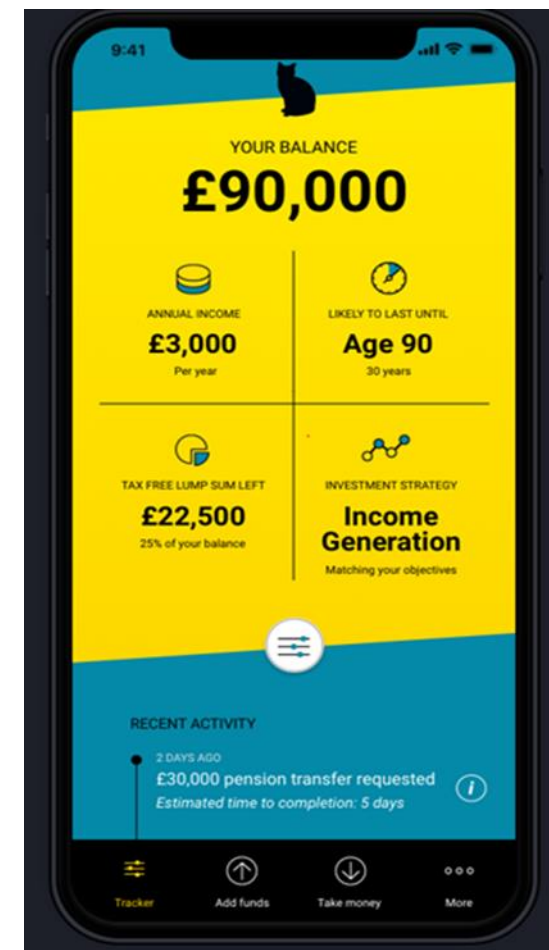 9:41
YOUR BALANCE
£90,000
ANNUAL INCOME
£3,000
Per year
LIKELY TO LAST UNTIL
Age 90
30 years
TAX FREE LUMP SUM LEFT
£22,500
25% of your balance
INVESTMENT STRATEGY
Income
Generation
Matching your objectives
RECENT ACTIVITY
2 DAYS AGO
£30,000 pension transfer requested
Estimated time to completion: 5 days
i
Tracker
Add funds
Take money
More